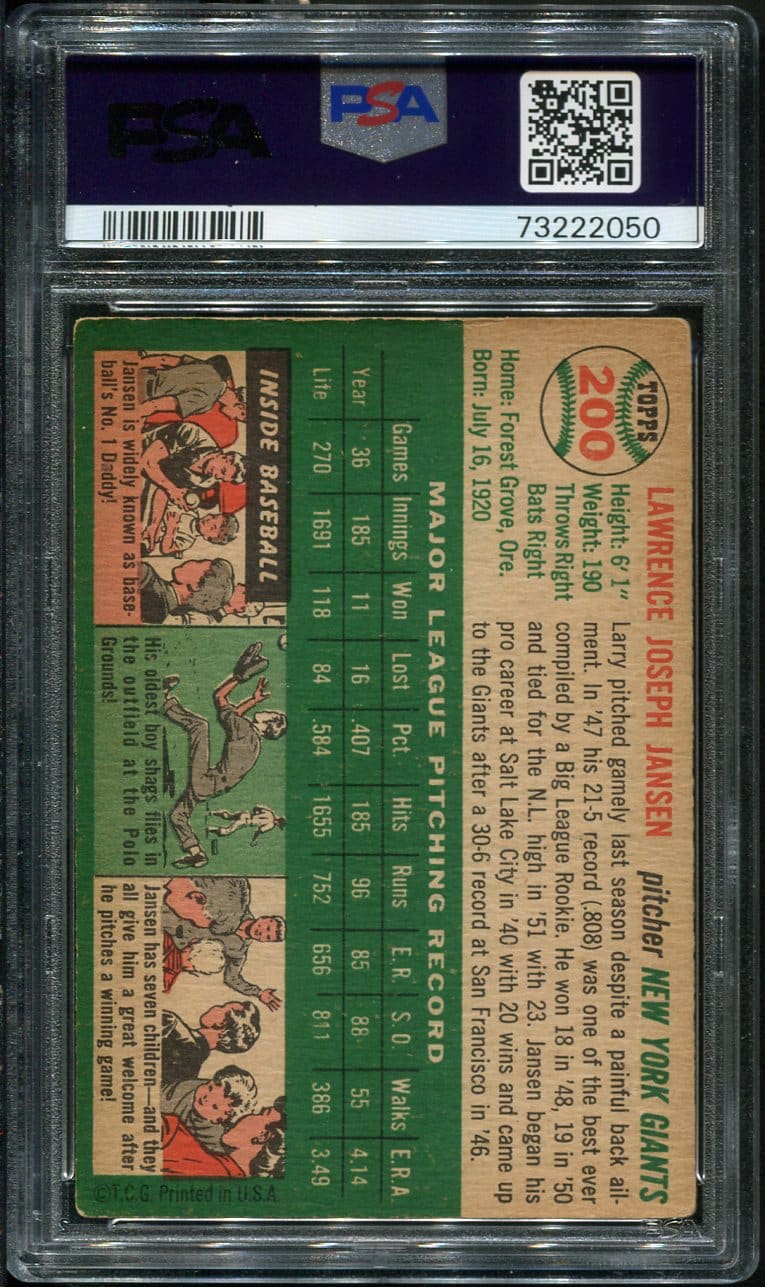 PSA
PSA
73222050
TOPPS
200
LAWRENCE JOSEPH JANSEN pitcher NEW YORK GIANTS
Height: 6' 1"
Weight: 190
Throws Right
Bats Right
Home: Forest Grove, Ore.
Born: July 16, 1920
Larry pitched gamely last season despite a painful back ail-
ment. In '47 his 21-5 record (.808) was one of the best ever
compiled by a Big League Rookie. He won 18 in '48, 19 in '50
and tied for the N.L. high in '51 with 23. Jansen began his
pro career at Salt Lake City in '40 with 20 wins and came up
to the Giants after a 30-6 record at San Francisco in '46.
MAJOR LEAGUE PITCHING RECORD
Games Innings Won Lost Pct. Hits Runs E.R. S.O. Walks E.R.A.
Year 36 185 11 16 .407 185 96 85 88 55 4.14
Life 270 1691 118 84 .584 1655 752 656 811 386 3.49
INSIDE BASEBALL
Jansen is widely known as base-
ball's No. 1 Daddy!
His oldest boy shags flies in
the outfield at the Polo
Grounds!
Jansen has seven children—and they
all give him a great welcome after
he pitches a winning game!
©T.C.G. Printed in U.S.A.
PSA